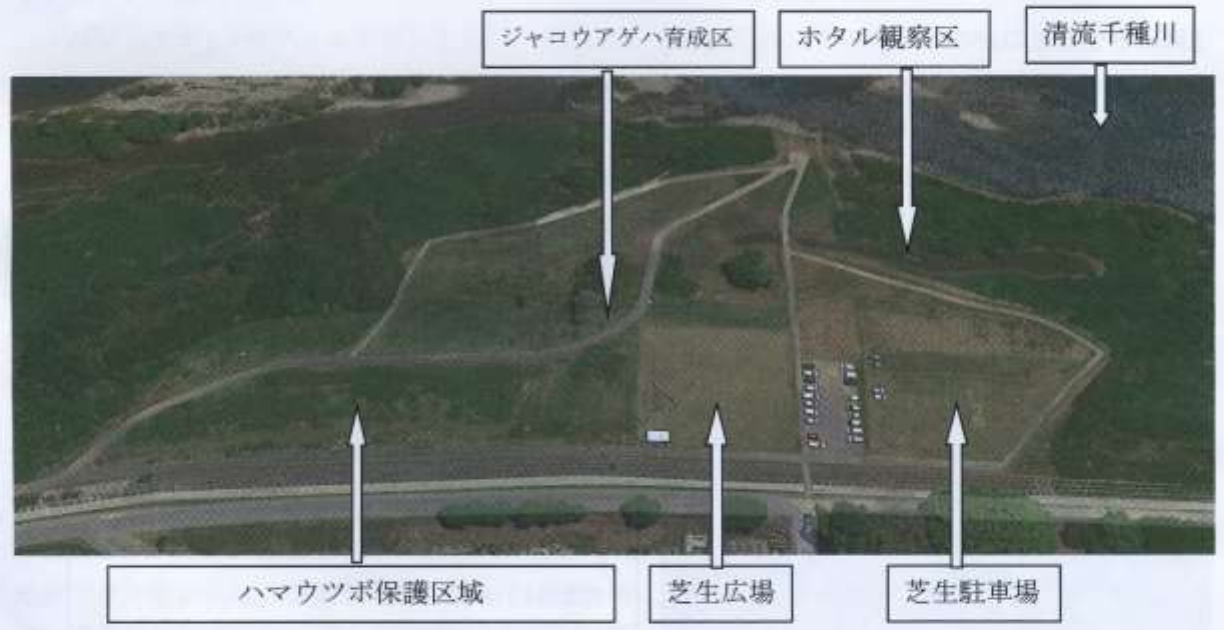 ジャコウアゲハ育成区
ホタル観察区
清流千種川
ハマウツボ保護区域
芝生広場
芝生駐車場